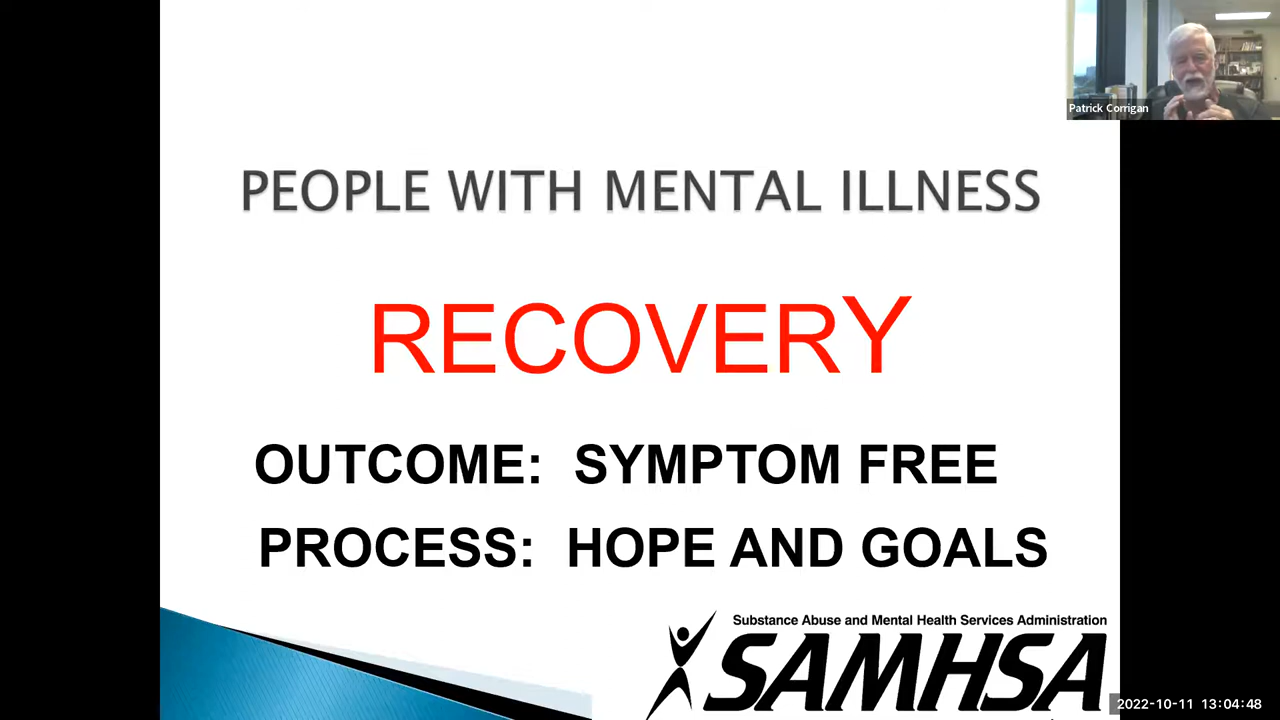 Patrick Corrigan
PEOPLE WITH MENTAL ILLNESS
RECOVERY
OUTCOME: SYMPTOM FREE
PROCESS: HOPE AND GOALS
Substance Abuse and Mental Health Services Administration
SAMHSA
2022-10-11 13:04:48